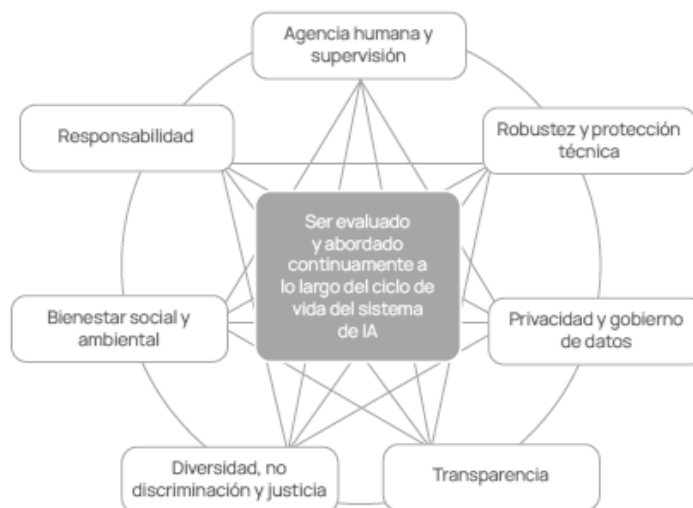 Agencia humana y
supervisión
Responsabilidad
Robustez y protección
técnica
Ser evaluado
y abordado
continuamente a
lo largo del ciclo de
vida del sistema
de IA
Bienestar social y
ambiental
Privacidad y gobierno
de datos
Diversidad, no
discriminación y justicia
Transparencia